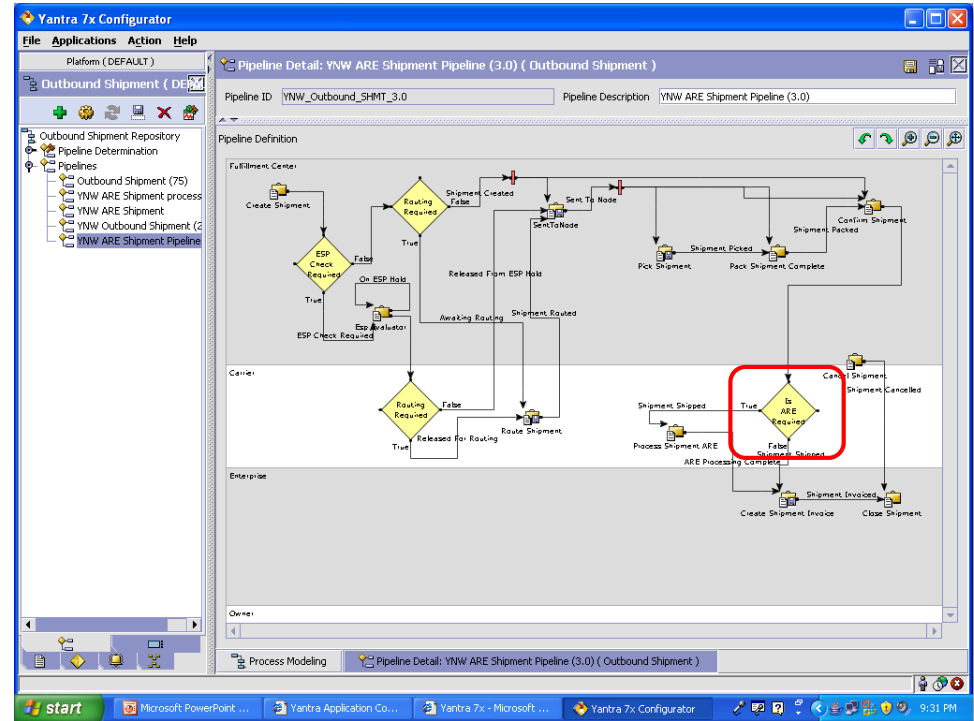 Yantra 7x Configurator
File Applications Action Help
Platform ( DEFAULT )
Outbound Shipment ( DE
Outbound Shipment Repository
Pipeline Determination
Pipelines
Outbound Shipment (75)
YNW ARE Shipment process
YNW ARE Shipment
YNW Outbound Shipment (2
YNW ARE Shipment Pipeline
Pipeline Detail: YNW ARE Shipment Pipeline (3.0) ( Outbound Shipment )
Pipeline ID YNW_Outbound_SHMT_3.0 Pipeline Description YNW ARE Shipment Pipeline (3.0)
Pipeline Definition
Fulfillment Center
Create Shipment
Routing
Required
False
Shipment Created
True
Sent To Node
SentToNode
Confirm Shipment
Shipment Packed
ESP
Check
Required
False
True
ESP Check Required
On ESP Hold
Esp Evaluator
Released From ESP Hold
Shipment Picked
Pick Shipment
Pack Shipment Complete
Awaiting Routing
Shipment Routed
Carrier
Routing
Required
False
True
Released For Routing
Route Shipment
Cancel Shipment
Shipment Cancelled
Shipment Shipped
True
Is
ARE
Required
Process Shipment ARE
False
Shipment Shipped
ARE Processing Complete
Enterprise
Shipment Invoiced
Create Shipment Invoice
Close Shipment
Owner
Process Modeling
Pipeline Detail: YNW ARE Shipment Pipeline (3.0) ( Outbound Shipment )
start
Microsoft PowerPoint ...
Yantra Application Co...
Yantra 7x - Microsoft ...
Yantra 7x Configurator
9:31 PM